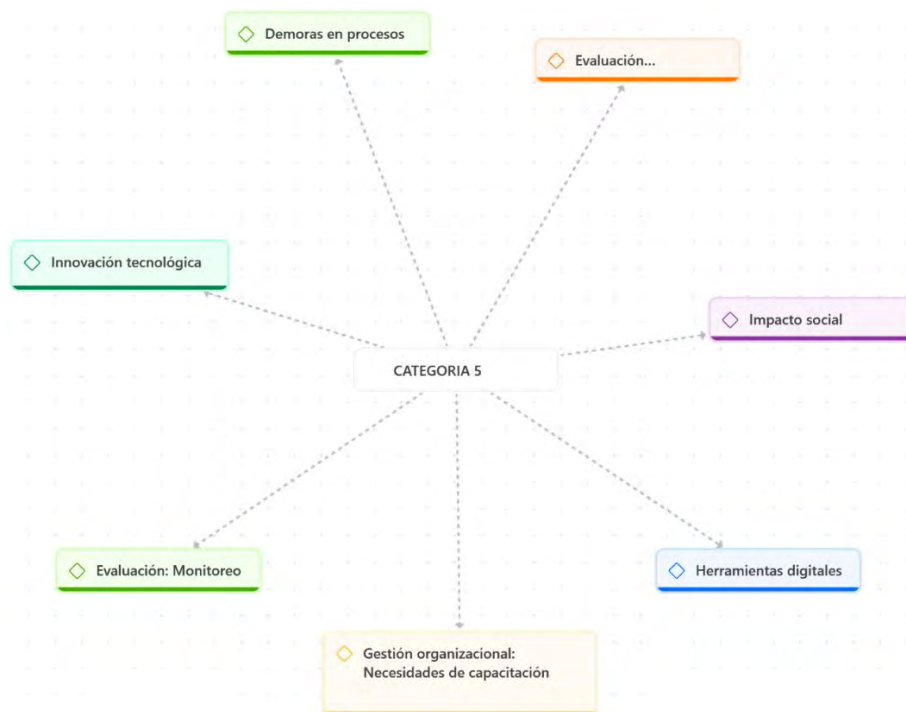 Demoras en procesos
Evaluación...
Innovación tecnológica
Impacto social
CATEGORIA 5
Evaluación: Monitoreo
Herramientas digitales
Gestión organizacional:
Necesidades de capacitación